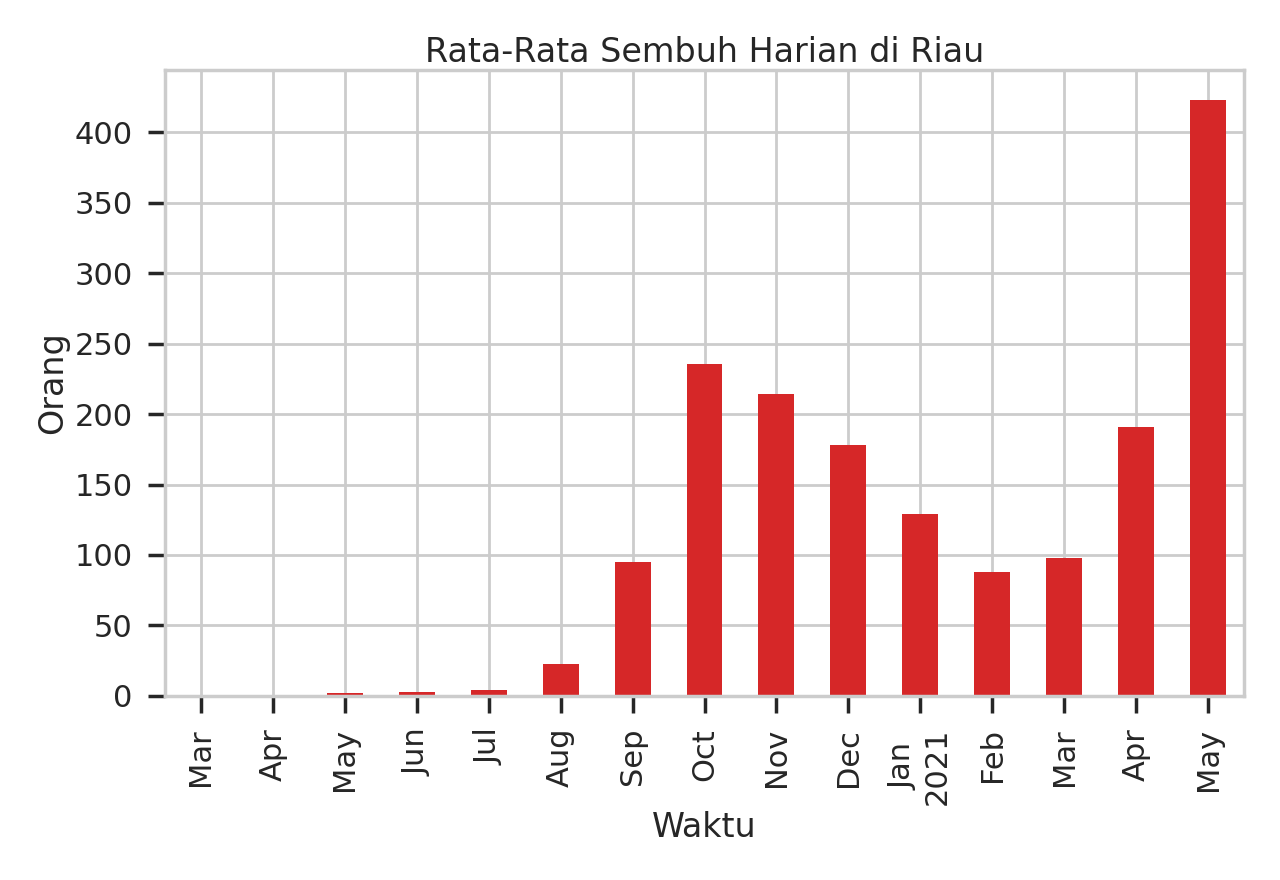 Rata-Rata Sembuh Harian di Riau
Orang
400
350
300
250
200
150
100
50
0
Mar
Apr
May
Jun
Jul
Aug
Sep
Oct
Nov
Dec
Jan
2021
Feb
Mar
Apr
May
Waktu